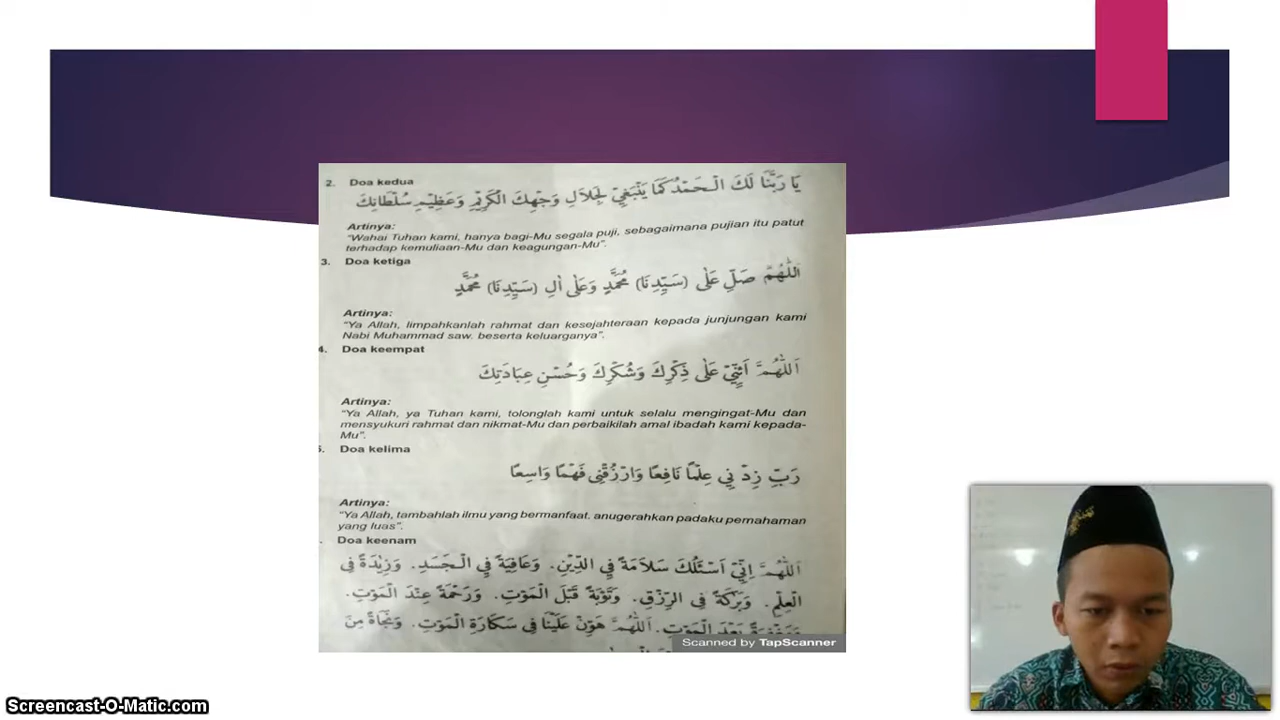 2. Doa kedua
يَا رَبَّنَا لَكَ الْحَمْدُ كَمَا يَنْبَغِيْ لِجَلَالِ وَجْهِكَ الْكَرِيْمِ وَعَظِيْمِ سُلْطَانِكَ
Artinya:
"Wahai Tuhan kami, hanya bagi-Mu segala puji, sebagaimana pujian itu patut
terhadap kemuliaan-Mu dan keagungan-Mu".
3. Doa ketiga
اَللّٰهُمَّ صَلِّ عَلٰى (سَيِّدِنَا) مُحَمَّدٍ وَعَلٰى اٰلِ (سَيِّدِنَا) مُحَمَّدٍ
Artinya:
"Ya Allah, limpahkanlah rahmat dan kesejahteraan kepada junjungan kami
Nabi Muhammad saw. beserta keluarganya".
4. Doa keempat
اَللّٰهُمَّ عَلٰى ذِكْرِكَ وَشُكْرِكَ وَحُسْنِ عِبَادَتِكَ
Artinya:
"Ya Allah, ya Tuhan kami, tolonglah kami untuk selalu mengingat-Mu dan
mensyukuri rahmat dan nikmat-Mu dan perbaikilah amal ibadah kami kepada-
Mu".
5. Doa kelima
رَبِّ زِدْ نِي عِلْمًا نَافِعًا وَارْزُقْنِى فَهْمًا وَاسِعًا
Artinya:
"Ya Allah, tambahlah ilmu yang bermanfaat. anugerahkan padaku pemahaman
yang luas".
. Doa keenam
اَللّٰهُمَّ اِنِّيْ اَسْئَلُكَ سَلَامَةً فِي الدِّيْنِ. وَعَافِيَةً فِي الْجَسَدِ. وَزِيَادَةً فِى
الْعِلْمِ. وَبَرَكَةً فِى الرِّزْقِ. وَتَوْبَةً قَبْلَ الْمَوْتِ. وَرَحْمَةً عِنْدَ الْمَوْتِ.
وَمَغْفِرَةً بَعْدَ الْمَوْتِ. اَللّٰهُمَّ هَوِّنْ عَلَيْنَا فِى سَكَارَةِ الْمَوْتِ. وَنَجَاةً مِنَ
Scanned by TapScanner
Screencast-O-Matic.com